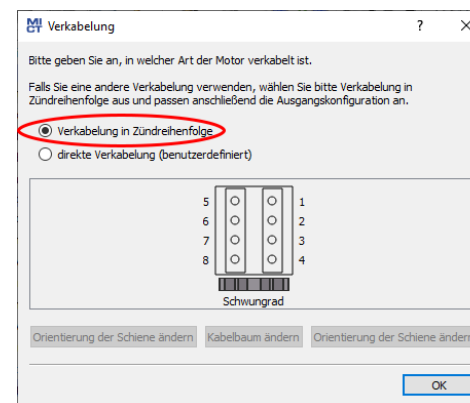 MICT Verkabelung ?
Bitte geben Sie an, in welcher Art der Motor verkabelt ist.
Falls Sie eine andere Verkabelung verwenden, wählen Sie bitte Verkabelung in
Zündreihenfolge aus und passen anschließend die Ausgangskonfiguration an.
Verkabelung in Zündreihenfolge
direkte Verkabelung (benutzerdefiniert)
5 1
6 2
7 3
8 4
Schwungrad
Orientierung der Schiene ändern Kabelbaum ändern Orientierung der Schiene ändern
OK